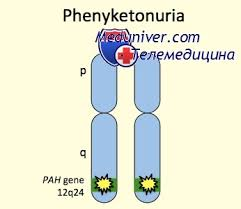 Phenyketonuria
Meduniver.com
Телемедицина
p
q
PAH gene
12q24